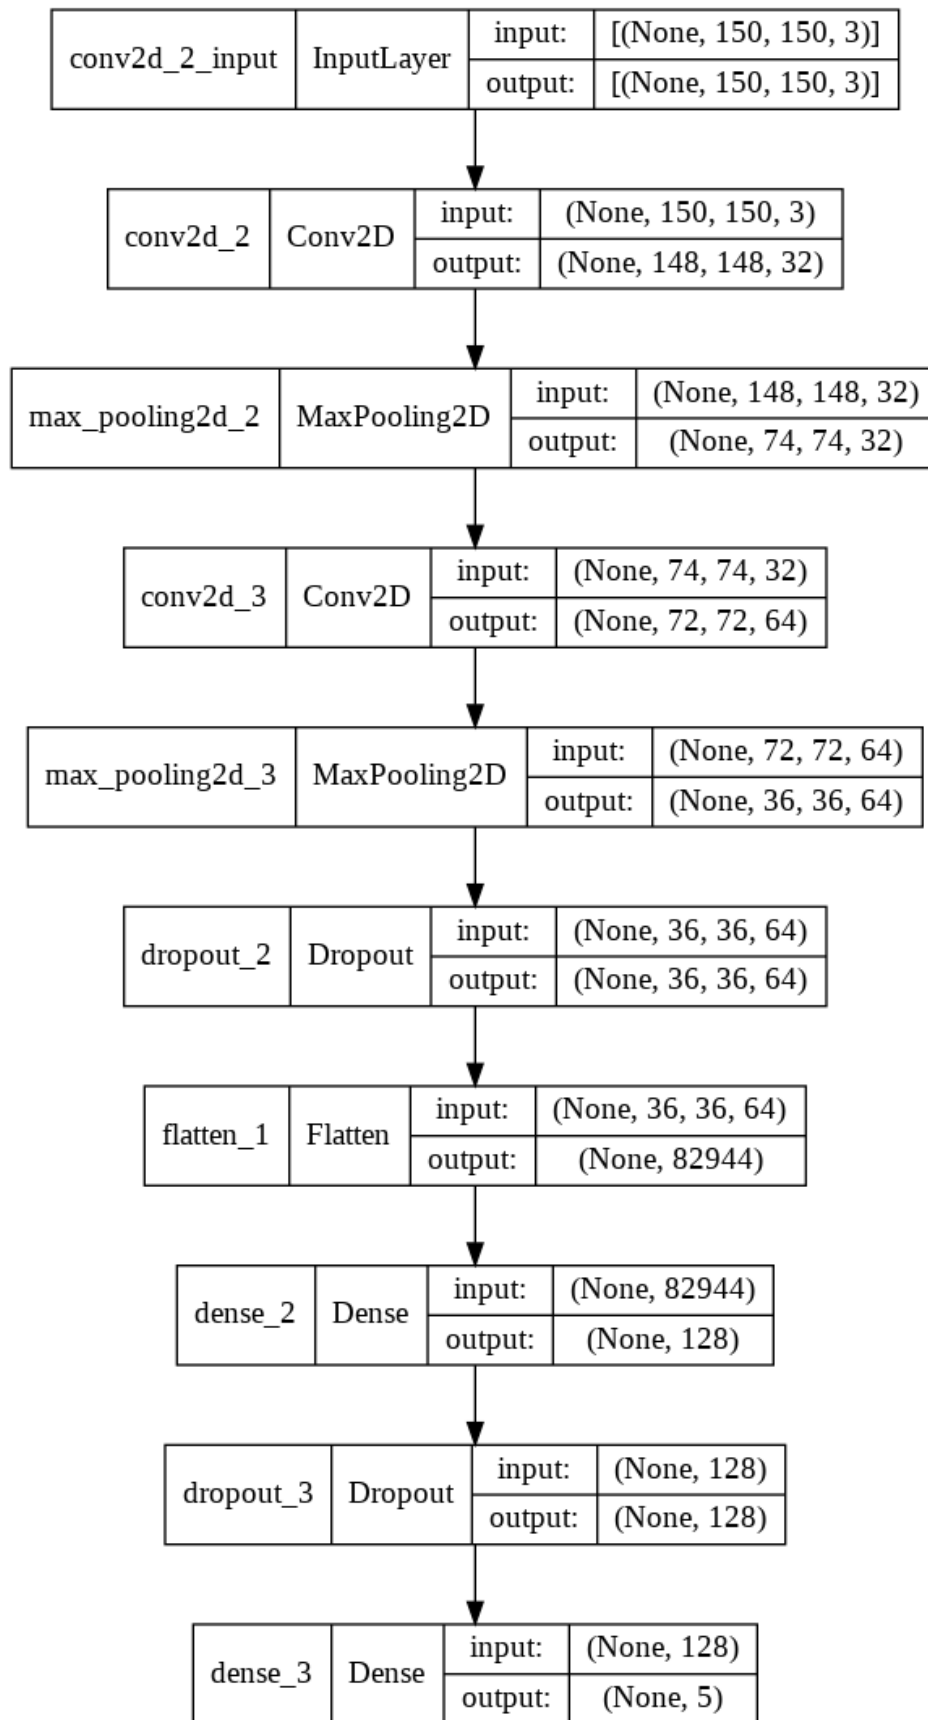 conv2d_2_input InputLayer input: [(None, 150, 150, 3)]
output: [(None, 150, 150, 3)]
conv2d_2 Conv2D input: (None, 150, 150, 3)
output: (None, 148, 148, 32)
max_pooling2d_2 MaxPooling2D input: (None, 148, 148, 32)
output: (None, 74, 74, 32)
conv2d_3 Conv2D input: (None, 74, 74, 32)
output: (None, 72, 72, 64)
max_pooling2d_3 MaxPooling2D input: (None, 72, 72, 64)
output: (None, 36, 36, 64)
dropout_2 Dropout input: (None, 36, 36, 64)
output: (None, 36, 36, 64)
flatten_1 Flatten input: (None, 36, 36, 64)
output: (None, 82944)
dense_2 Dense input: (None, 82944)
output: (None, 128)
dropout_3 Dropout input: (None, 128)
output: (None, 128)
dense_3 Dense input: (None, 128)
output: (None, 5)